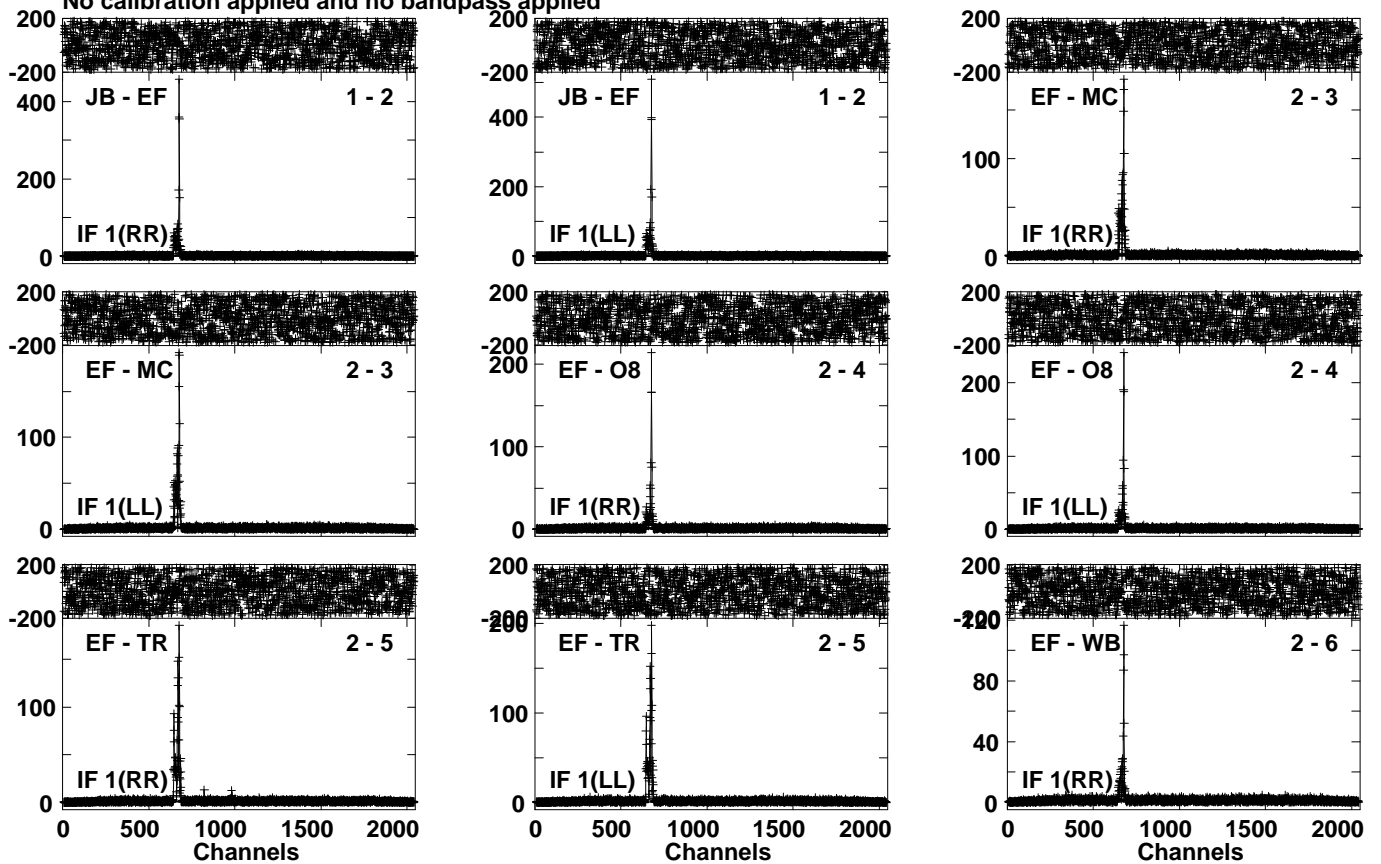 No calibration applied and no bandpass applied
200 200 200
-200 -200 -200
JB - EF 1 - 2 JB - EF 1 - 2 EF - MC 2 - 3
400 400
100
200 200
IF 1(RR) IF 1(LL) IF 1(RR)
0 0 0
200 200 200
-200 -200 -200
EF - MC 2 - 3 EF - O8 2 - 4 EF - O8 2 - 4
200 200
100 100 100
IF 1(LL) IF 1(RR) IF 1(LL)
0 0 0
200 200 200
-200 -200 200 -200 120
EF - TR 2 - 5 EF - TR 2 - 5 EF - WB 2 - 6
80
100 100
40
IF 1(RR) IF 1(LL) IF 1(RR)
0 0 0
0 500 1000 1500 2000 0 500 1000 1500 2000 0 500 1000 1500 2000
Channels Channels Channels